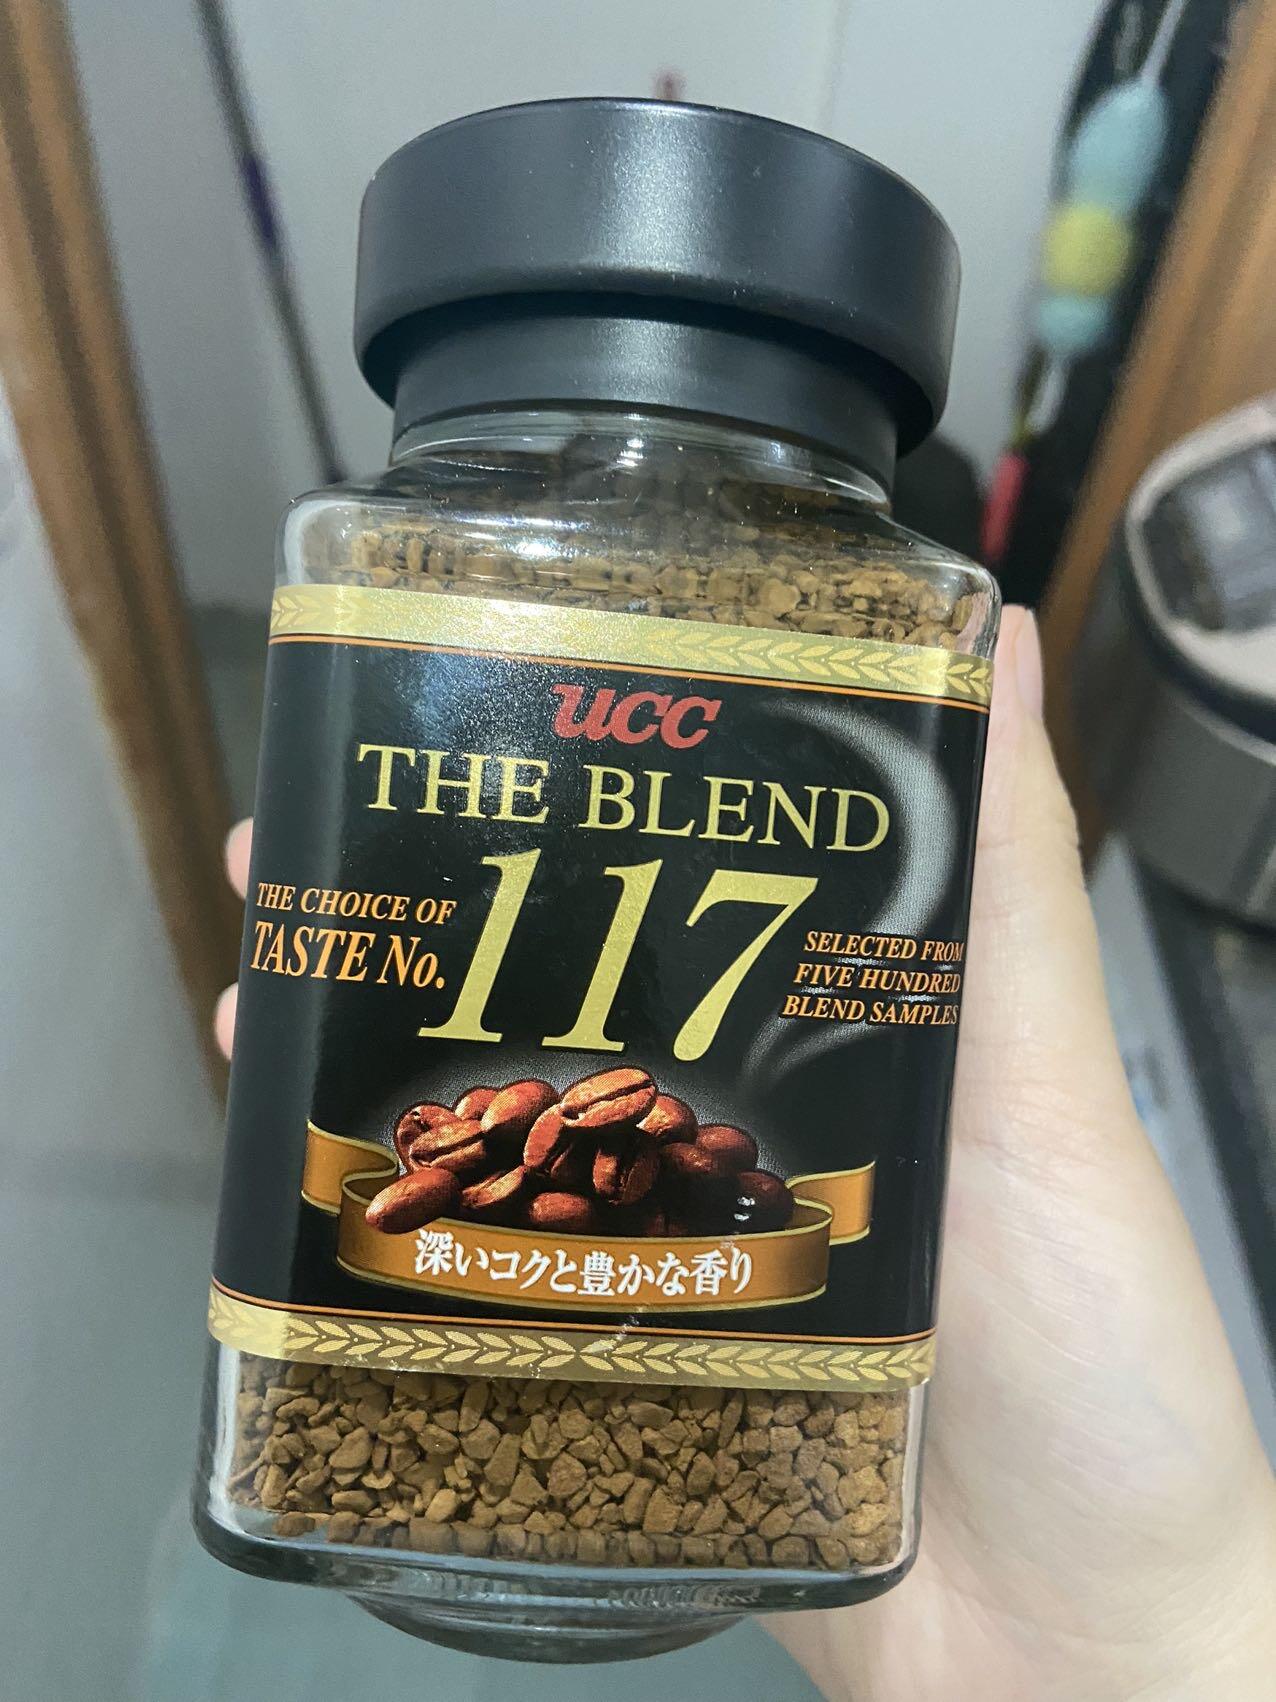 UCC
THE BLEND
117
THE CHOICE OF
TASTE No.
SELECTED FROM
FIVE HUNDRED
BLEND SAMPLES
深いコクと豊かな香り